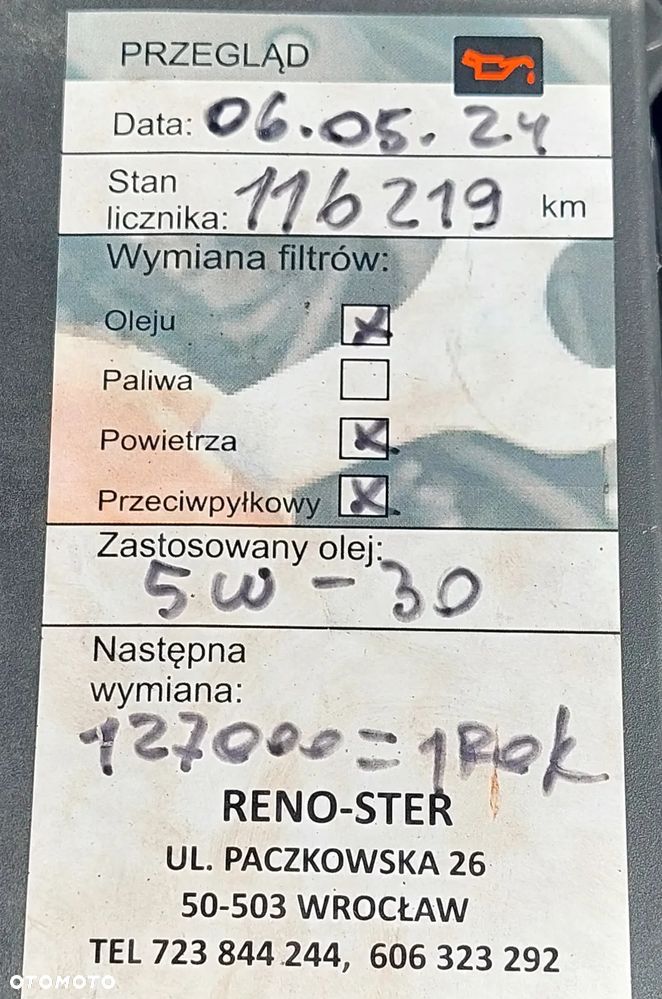 PRZEGLĄD
Data: 06.05.24
Stan
licznika: 116219 km
Wymiana filtrów:
Oleju
Paliwa
Powietrza
Przeciwpyłkowy
Zastosowany olej:
5W-30
Następna
wymiana:
127000 = 1 Rok
RENO-STER
UL. PACZKOWSKA 26
50-503 WROCŁAW
TEL 723 844 244, 606 323 292
OTOMOTO